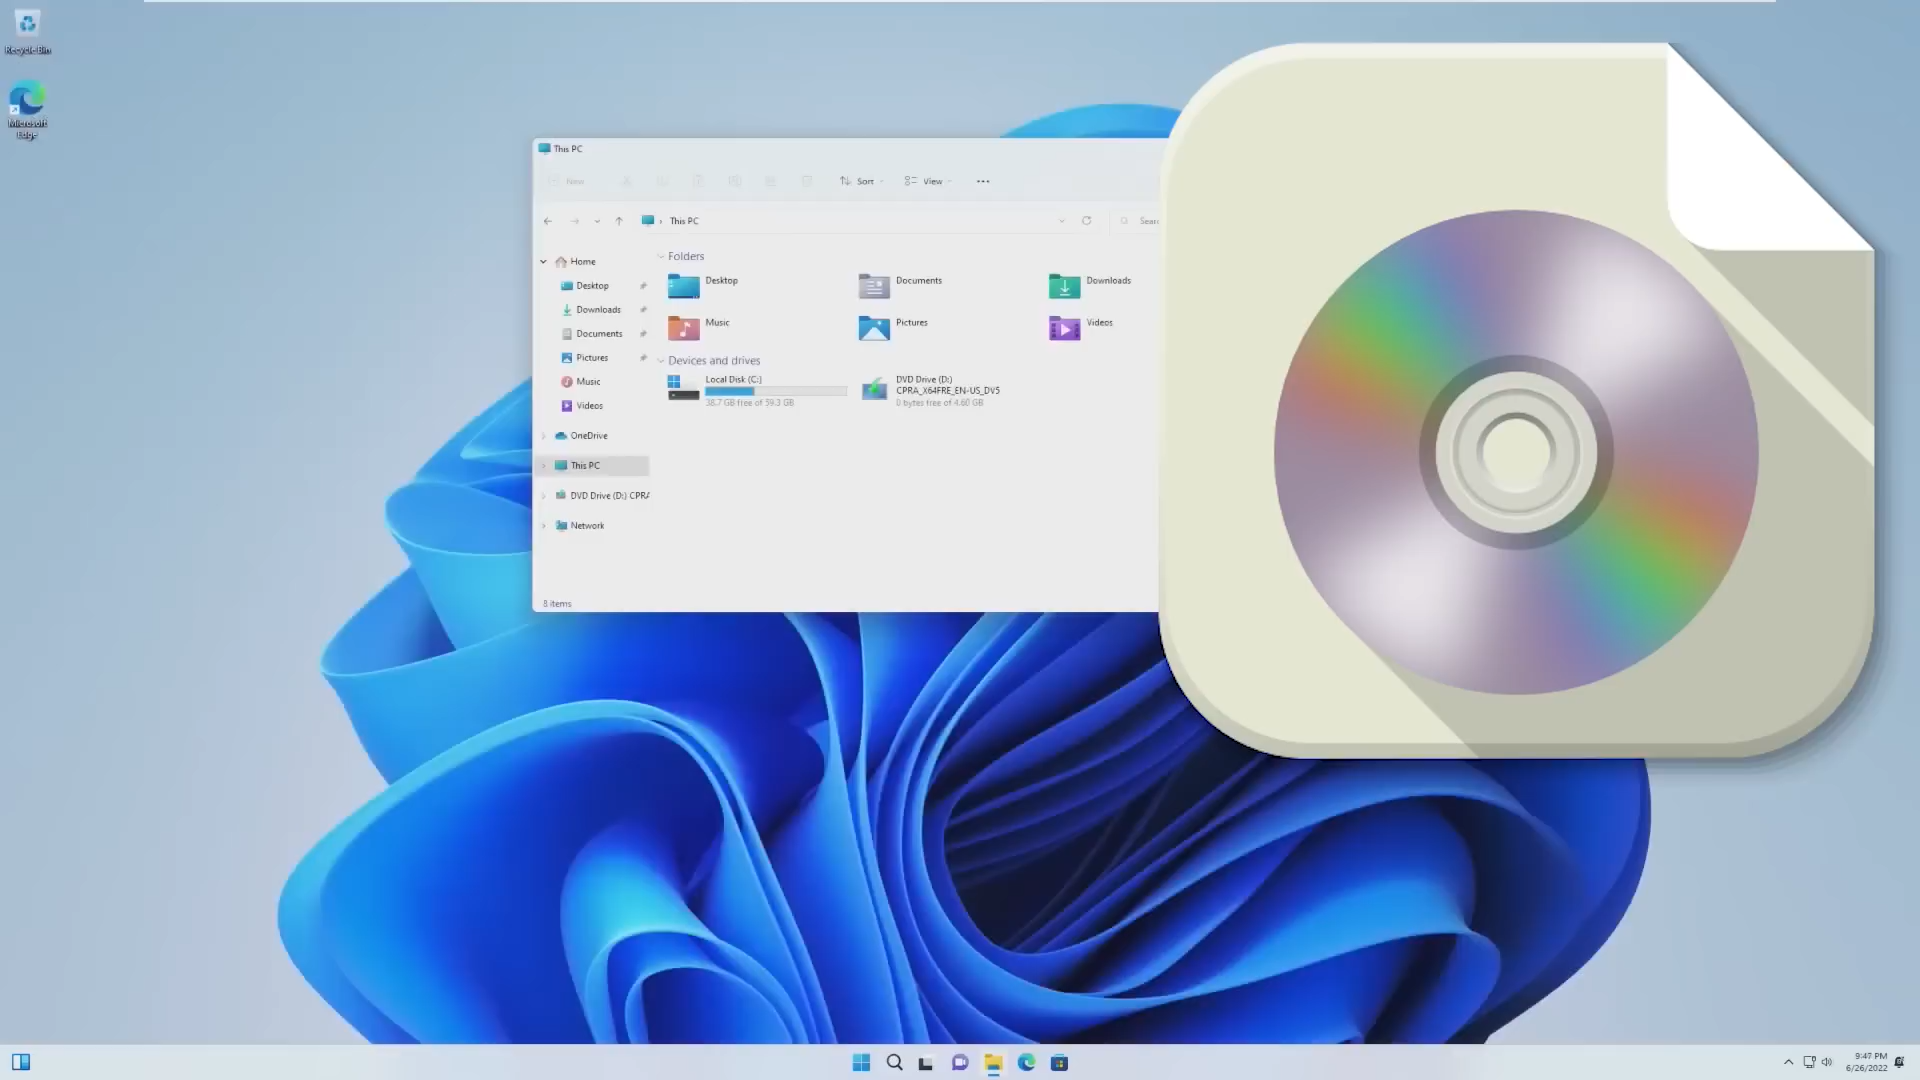 Recycle Bin
Microsoft
Edge
This PC
New
Sort
View
This PC
Sear
Home
Desktop
Downloads
Documents
Pictures
Music
Videos
OneDrive
This PC
DVD Drive (D:) CPRA
Network
Folders
Desktop
Documents
Downloads
Music
Pictures
Videos
Devices and drives
Local Disk (C:)
38.7 GB free of 59.3 GB
DVD Drive (D:)
CPRA_X64FRE_EN-US_DV5
0 bytes free of 4.60 GB
8 items
9:47 PM
6/26/2022